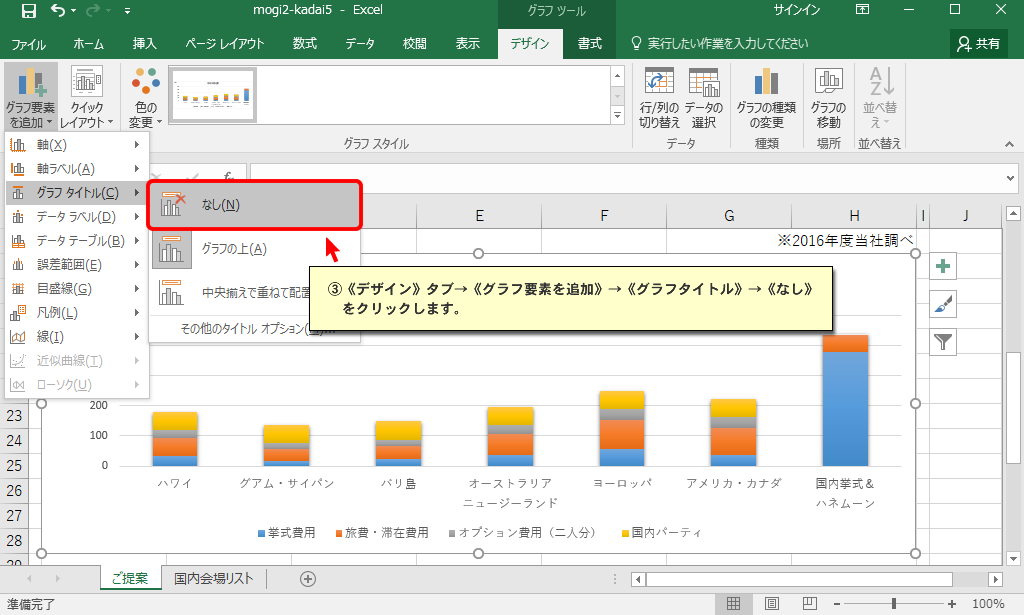 mogi2-kadai5 - Excel
グラフ ツール
サインイン
ファイル
ホーム
挿入
ページ レイアウト
数式
データ
校閲
表示
デザイン
書式
実行したい作業を入力してください
共有
グラフ要素
を追加
クイック
レイアウト
色の
変更
グラフ スタイル
行/列の
切り替え
データの
選択
データ
グラフの種類
の変更
種類
グラフの
移動
場所
並べ替
え
並べ替え
軸(X)
軸ラベル(A)
グラフ タイトル(C)
データ ラベル(D)
データ テーブル(B)
誤差範囲(E)
目盛線(G)
凡例(L)
線(I)
近似曲線(T)
ローソク(U)
なし(N)
グラフの上(A)
中央揃えで重ねて配置
その他のタイトル オプション(
③《デザイン》タブ→《グラフ要素を追加》→《グラフタイトル》→《なし》
をクリックします。
E F G H I J
※2016年度当社調べ
23
24
25
26
27
28
29
200
100
0
ハワイ
グアム・サイパン
バリ島
オーストラリア
ニュージーランド
ヨーロッパ
アメリカ・カナダ
国内挙式＆
ハネムーン
挙式費用 旅費・滞在費用 オプション費用（二人分） 国内パーティ
ご提案
国内会場リスト
準備完了
100%